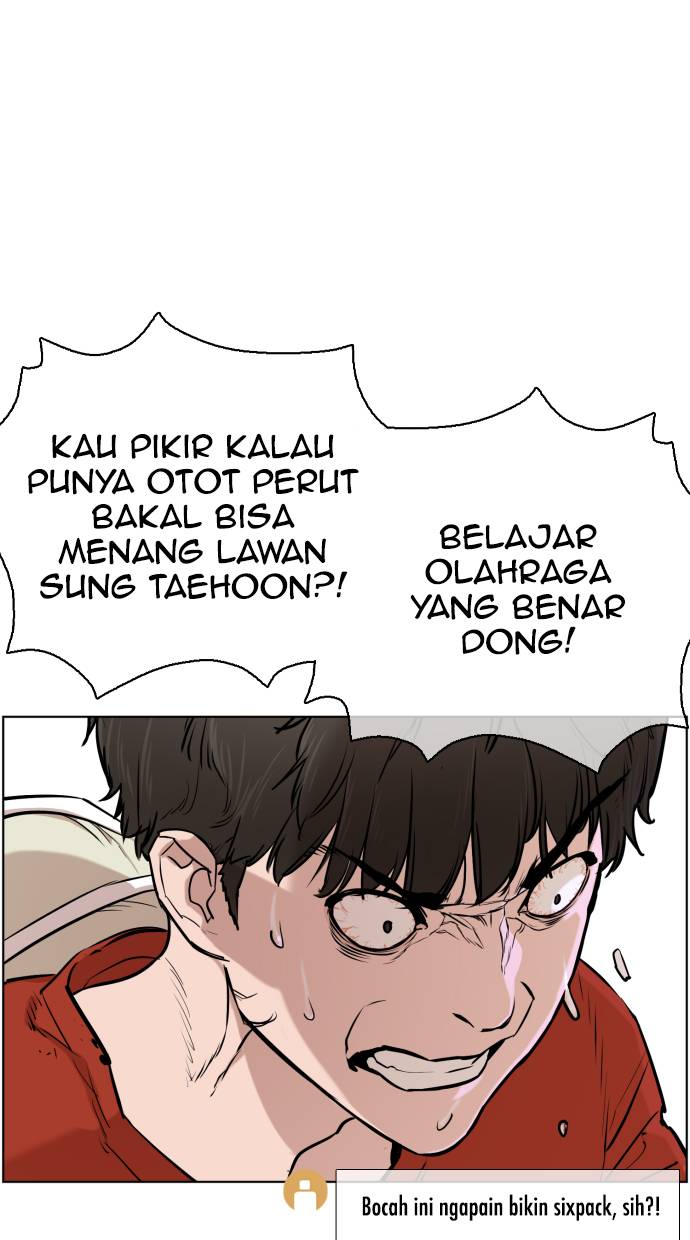 KAU PIKIR KALAU
PUNYA OTOT PERUT
BAKAL BISA
MENANG LAWAN
SUNG TAEHOON?!
BELAJAR
OLAHRAGA
YANG BENAR
DONG!
Bocah ini ngapain bikin sixpack, sih?!